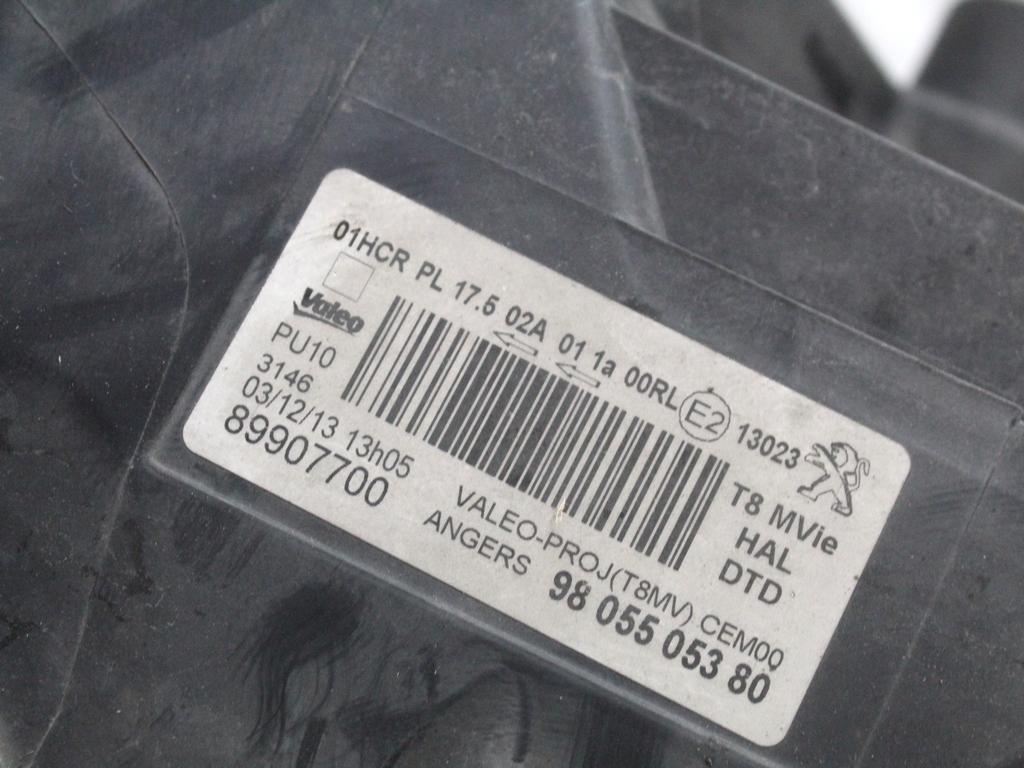 01HCR PL 17.5 02A 01 1a 00RL E2 13023
Valeo
PU10
3146
03/12/13 13h05
89907700
VALEO-PROJ(T8MV) CEM00
ANGERS
98 055 053 80
T8 MVie
HAL
DTD